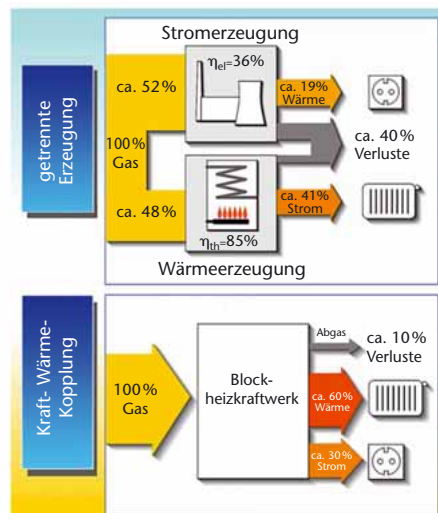 getrennte
Erzeugung
Stromerzeugung
ηel=36%
ca. 52%
ca. 19%
Wärme
100%
Gas
ca. 40%
Verluste
ca. 48%
ca. 41%
Strom
ηth=85%
Wärmeerzeugung
Kraft- Wärme-
Kopplung
100%
Gas
Block-
heizkraftwerk
Abgas
ca. 10%
Verluste
ca. 60%
Wärme
ca. 30%
Strom